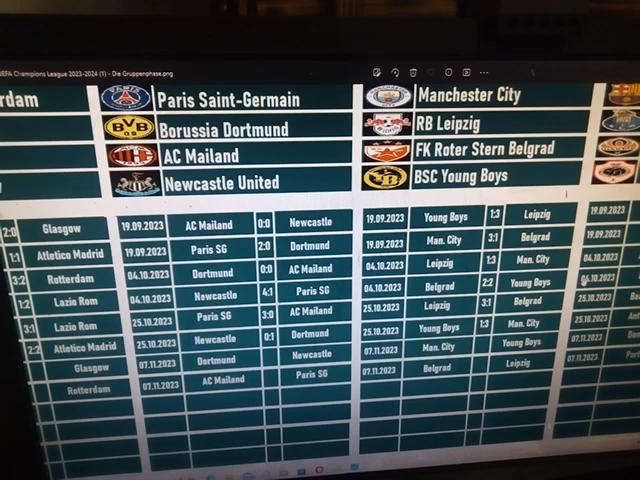 UEFA Champions League 2023-2024 (1) - Die Gruppenphase.png
rdam Paris Saint-Germain Manchester City
Borussia Dortmund RB Leipzig
AC Mailand FK Roter Stern Belgrad
Newcastle United BSC Young Boys
2:0 Glasgow 19.09.2023 AC Mailand 0:0 Newcastle 19.09.2023 Young Boys 1:3 Leipzig 19.09.2023
1:1 Atletico Madrid 19.09.2023 Paris SG 2:0 Dortmund 19.09.2023 Man. City 3:1 Belgrad 19.09.2023
3:2 Rotterdam 04.10.2023 Dortmund 0:0 AC Mailand 04.10.2023 Leipzig 1:3 Man. City 04.10.2023
1:2 Lazio Rom 04.10.2023 Newcastle 4:1 Paris SG 04.10.2023 Belgrad 2:2 Young Boys 04.10.2023
3:1 Lazio Rom 25.10.2023 Paris SG 3:0 AC Mailand 25.10.2023 Leipzig 3:1 Belgrad 25.10.2023
2:2 Atletico Madrid 25.10.2023 Newcastle 0:1 Dortmund 25.10.2023 Young Boys 1:3 Man. City 25.10.2023
Glasgow 07.11.2023 Dortmund Newcastle 07.11.2023 Man. City Young Boys 07.11.2023
Rotterdam 07.11.2023 AC Mailand Paris SG 07.11.2023 Belgrad Leipzig 07.11.2023